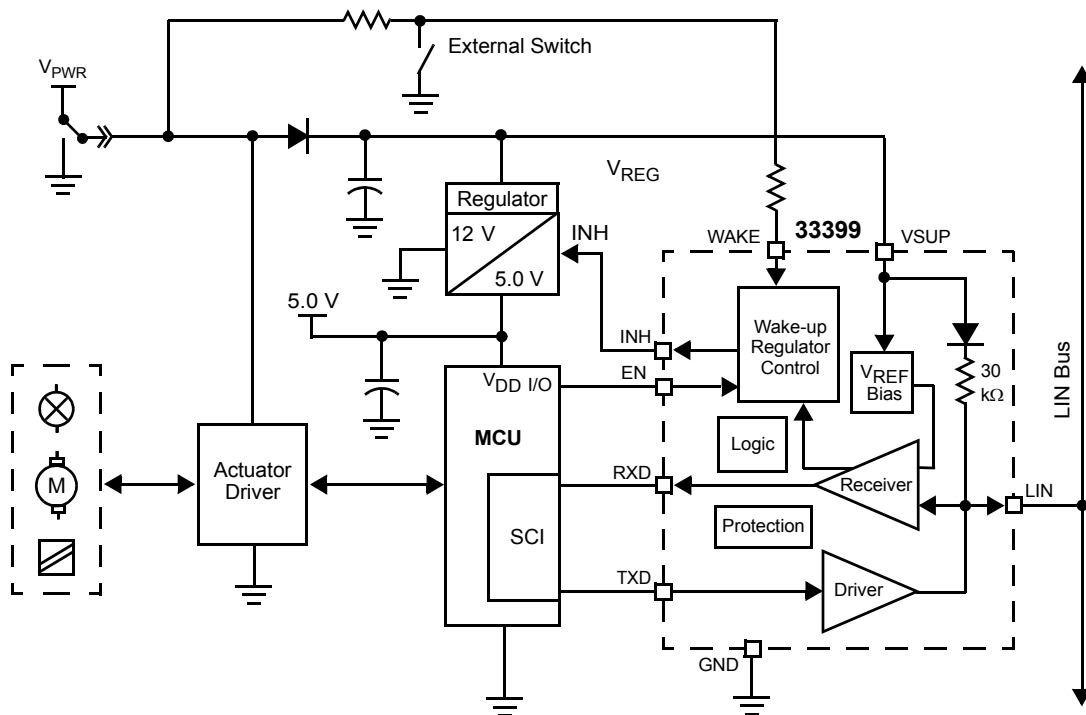 External Switch
VPWR
VREG
Regulator
12 V
5.0 V
INH
WAKE
33399
VSUP
5.0 V
INH
EN
Wake-up
Regulator
Control
VREF
Bias
30
kΩ
LIN Bus
VDD I/O
MCU
Logic
M
Actuator
Driver
RXD
Receiver
LIN
SCI
Protection
TXD
Driver
GND